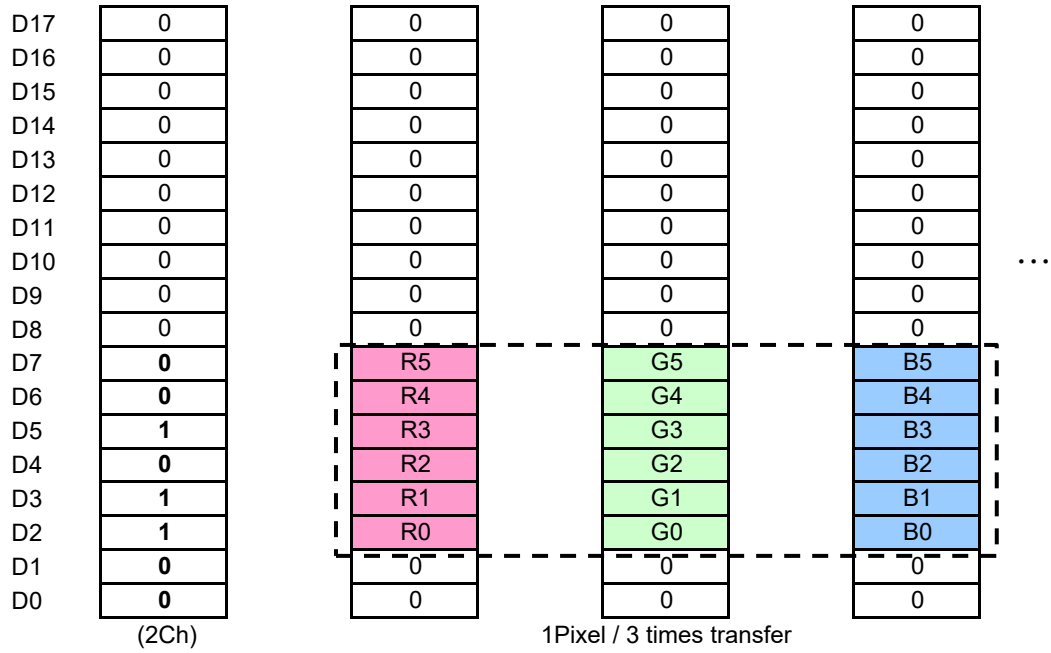 D17 0 0 0 0
D16 0 0 0 0
D15 0 0 0 0
D14 0 0 0 0
D13 0 0 0 0
D12 0 0 0 0
D11 0 0 0 0
D10 0 0 0 0 ...
D9 0 0 0 0
D8 0 0 0 0
D7 0 R5 G5 B5
D6 0 R4 G4 B4
D5 1 R3 G3 B3
D4 0 R2 G2 B2
D3 1 R1 G1 B1
D2 1 R0 G0 B0
D1 0 0 0 0
D0 0 0 0 0
(2Ch) 1Pixel / 3 times transfer